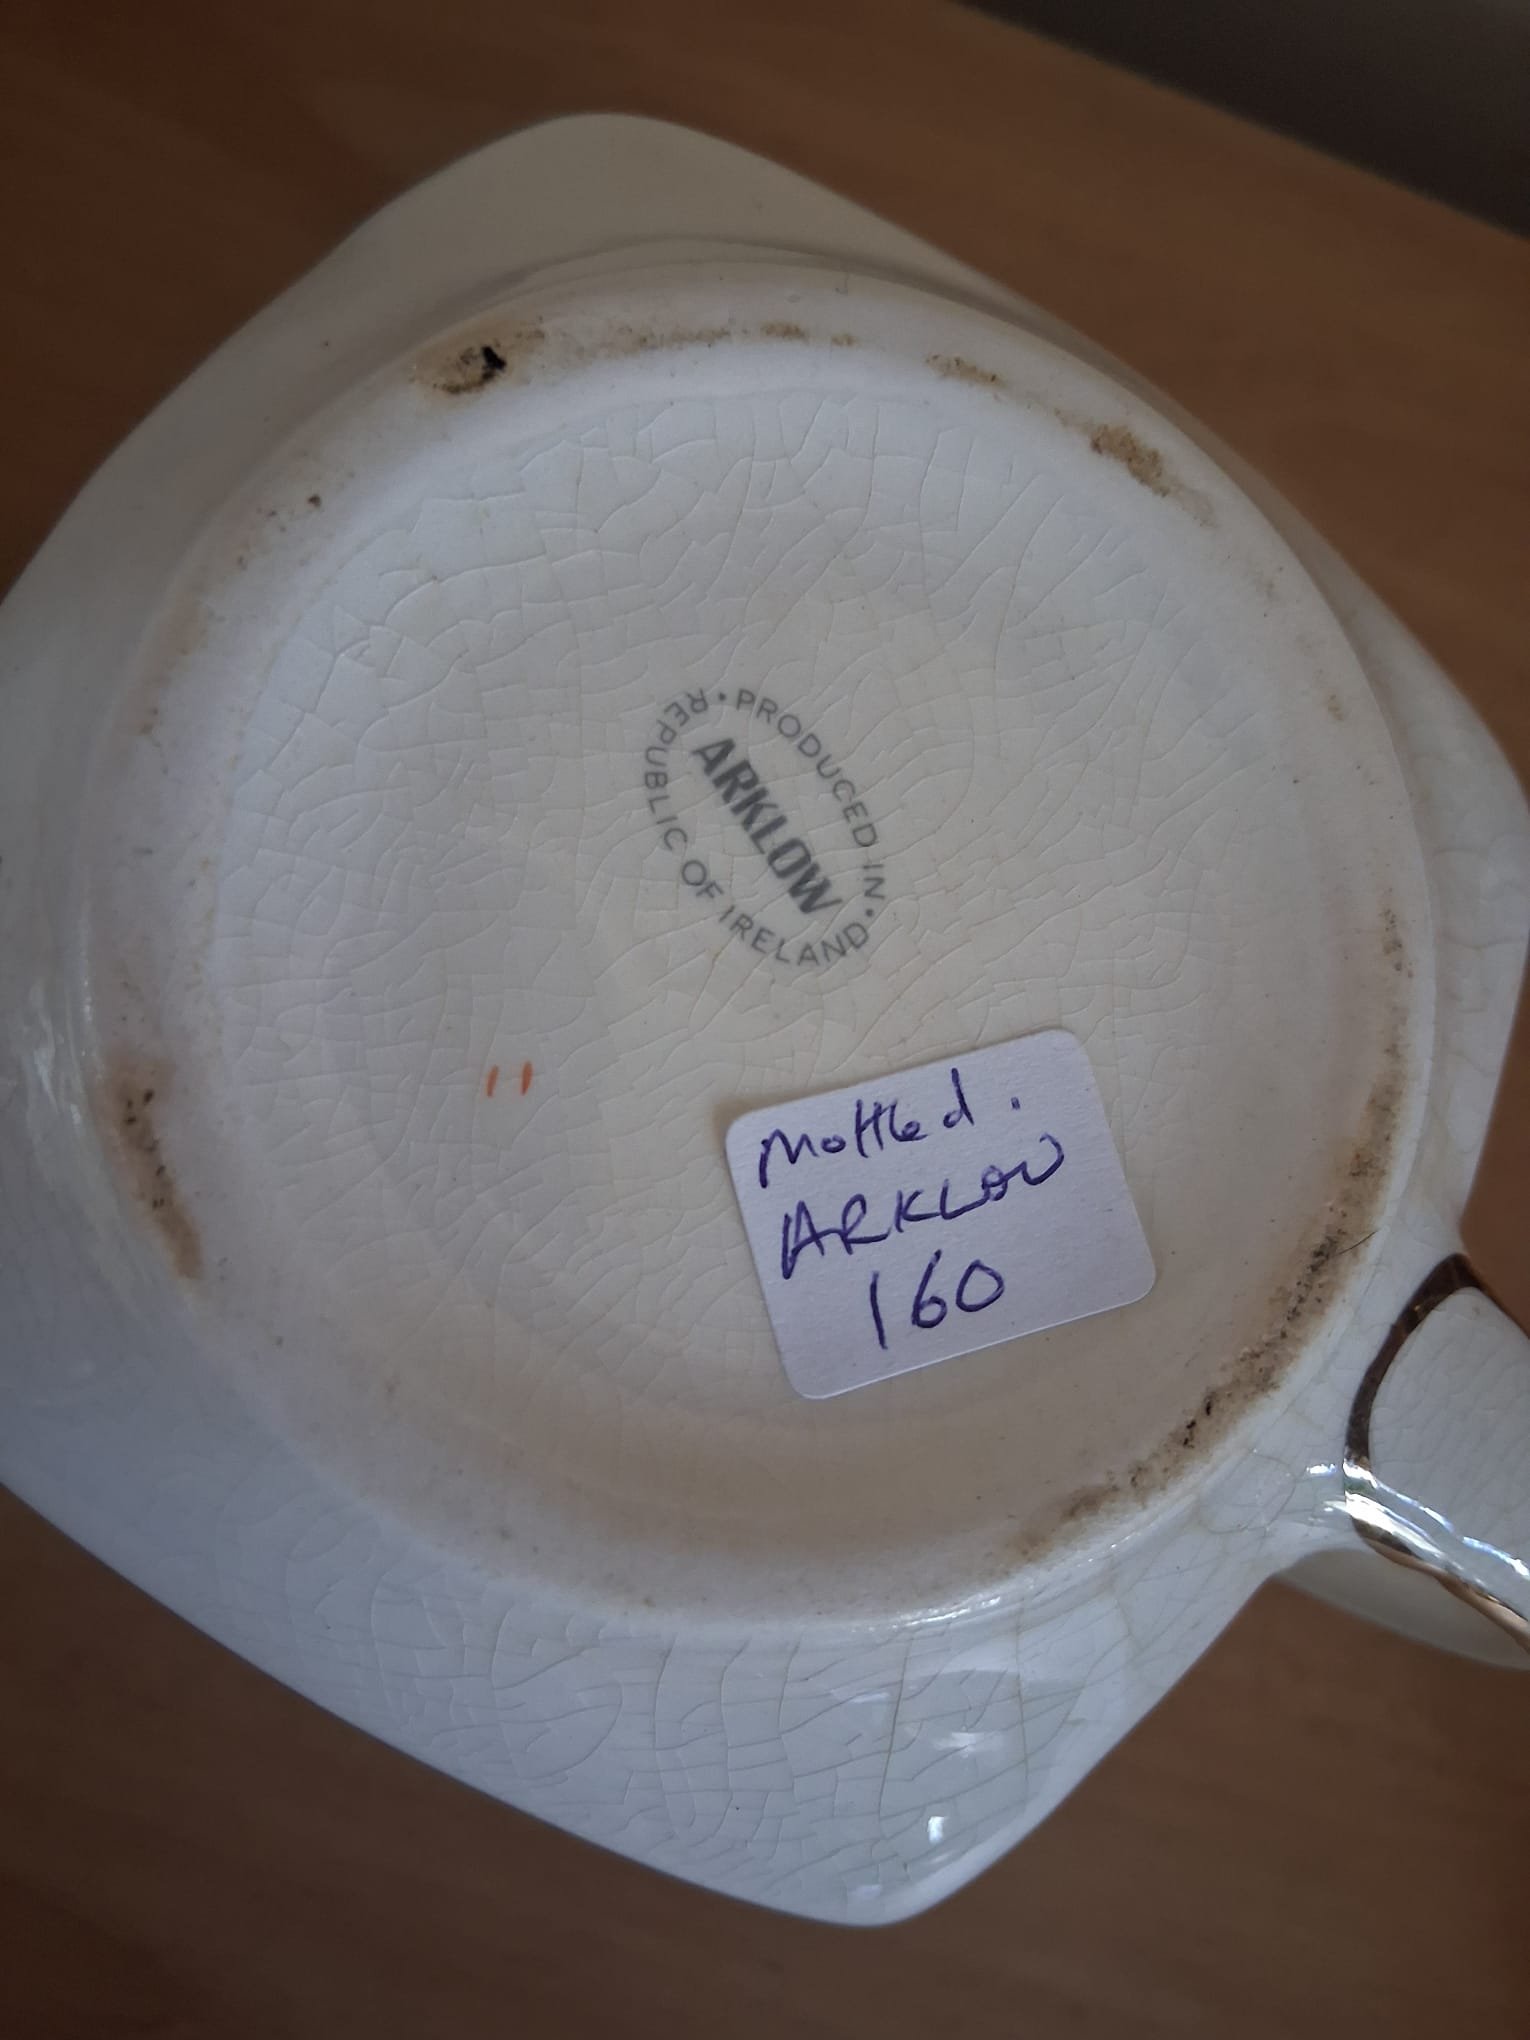 · PRODUCED IN ·
ARKLOW
REPUBLIC OF IRELAND
Mottled.
ARKLOW
160